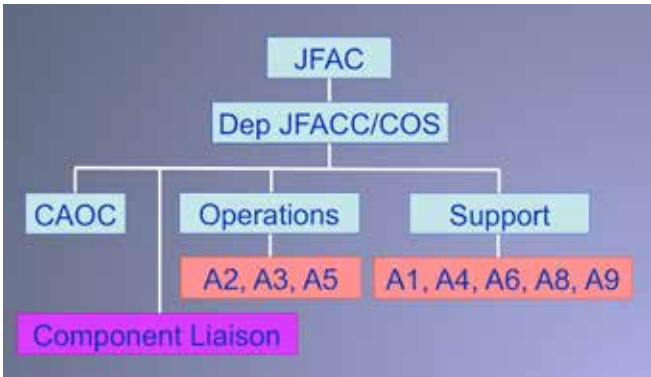 JFAC
Dep JFACC/COS
CAOC
Operations
Support
A2, A3, A5
A1, A4, A6, A8, A9
Component Liaison